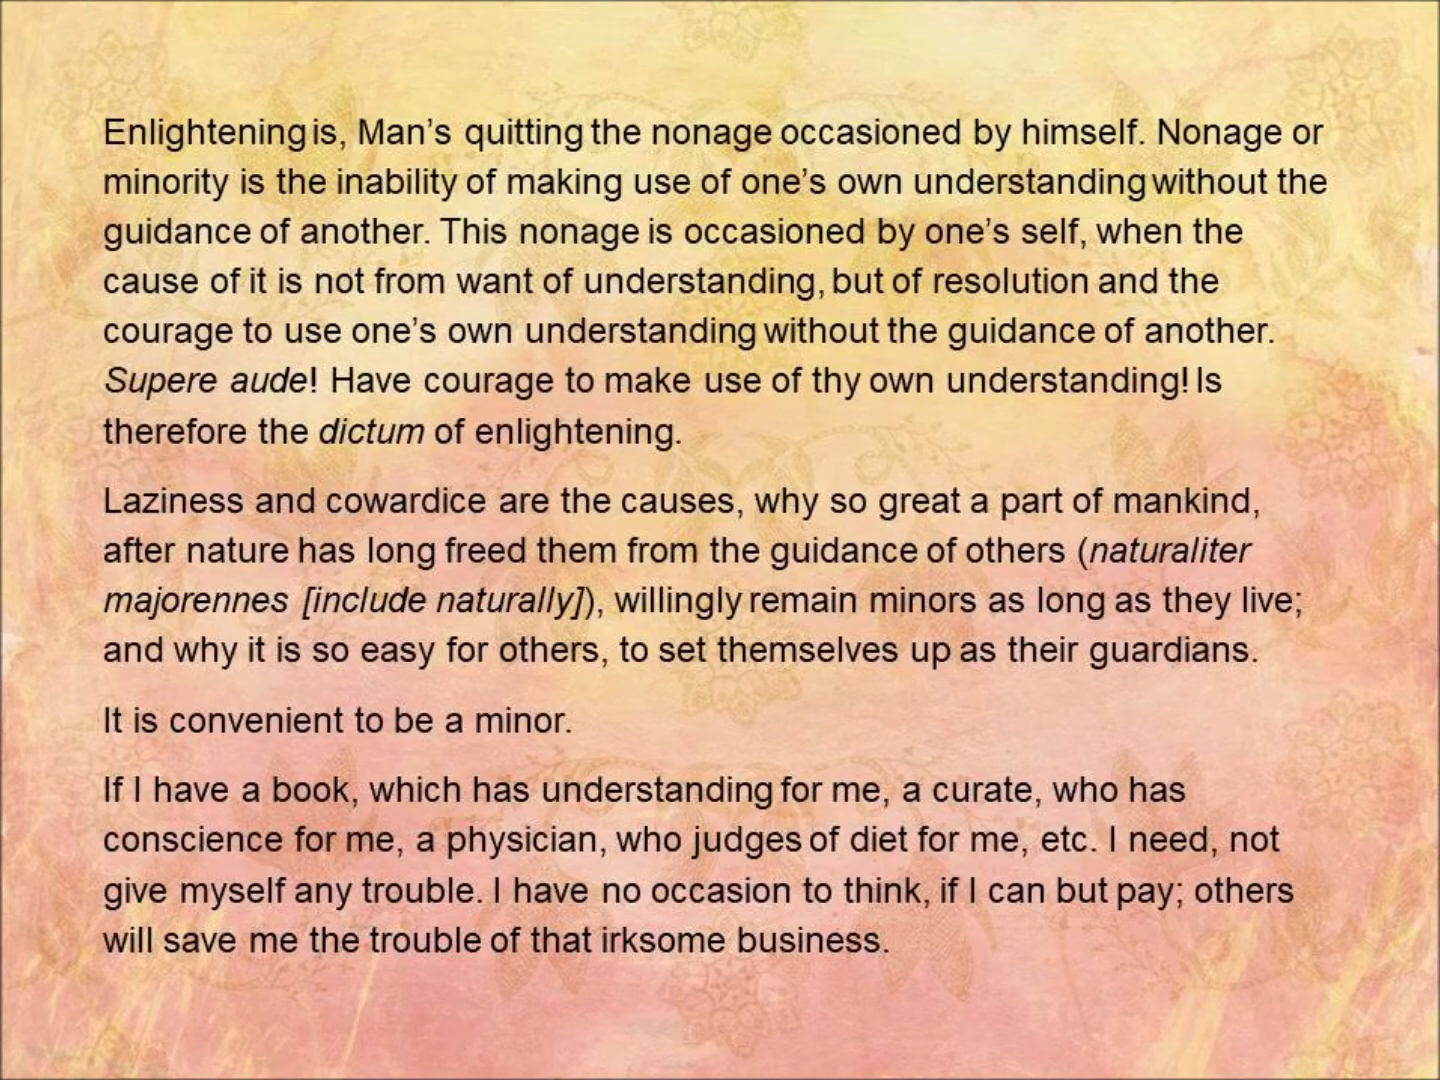 Enlightening is, Man’s quitting the nonage occasioned by himself. Nonage or
minority is the inability of making use of one’s own understanding without the
guidance of another. This nonage is occasioned by one’s self, when the
cause of it is not from want of understanding, but of resolution and the
courage to use one’s own understanding without the guidance of another.
Supere aude! Have courage to make use of thy own understanding! Is
therefore the dictum of enlightening.
Laziness and cowardice are the causes, why so great a part of mankind,
after nature has long freed them from the guidance of others (naturaliter
majorennes [include naturally]), willingly remain minors as long as they live;
and why it is so easy for others, to set themselves up as their guardians.
It is convenient to be a minor.
If I have a book, which has understanding for me, a curate, who has
conscience for me, a physician, who judges of diet for me, etc. I need, not
give myself any trouble. I have no occasion to think, if I can but pay; others
will save me the trouble of that irksome business.